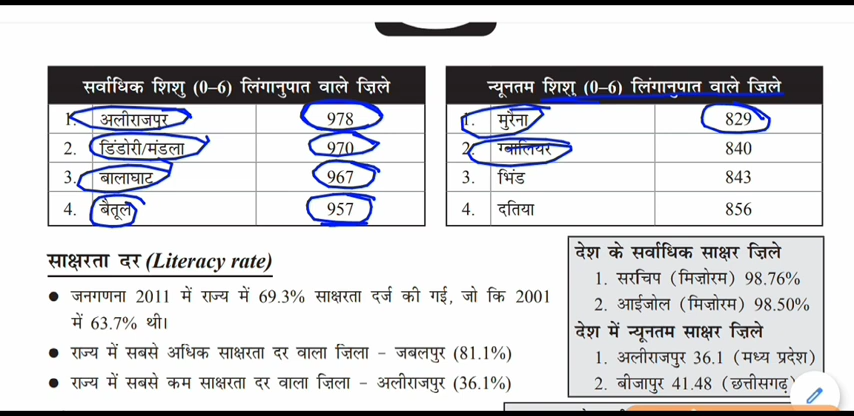 सर्वाधिक शिशु (0–6) लिंगानुपात वाले ज़िले
1. अलीराजपुर 978
2. डिंडोरी/मंडला 970
3. बालाघाट 967
4. बैतूल 957
न्यूनतम शिशु (0–6) लिंगानुपात वाले ज़िले
1. मुरैना 829
2. ग्वालियर 840
3. भिंड 843
4. दतिया 856
साक्षरता दर (Literacy rate)
● जनगणना 2011 में राज्य में 69.3% साक्षरता दर्ज की गई, जो कि 2001
में 63.7% थी।
● राज्य में सबसे अधिक साक्षरता दर वाला ज़िला – जबलपुर (81.1%)
● राज्य में सबसे कम साक्षरता दर वाला ज़िला – अलीराजपुर (36.1%)
देश के सर्वाधिक साक्षर ज़िले
1. सरचिप (मिज़ोरम) 98.76%
2. आईजोल (मिज़ोरम) 98.50%
देश में न्यूनतम साक्षर ज़िले
1. अलीराजपुर 36.1 (मध्य प्रदेश)
2. बीजापुर 41.48 (छत्तीसगढ़)